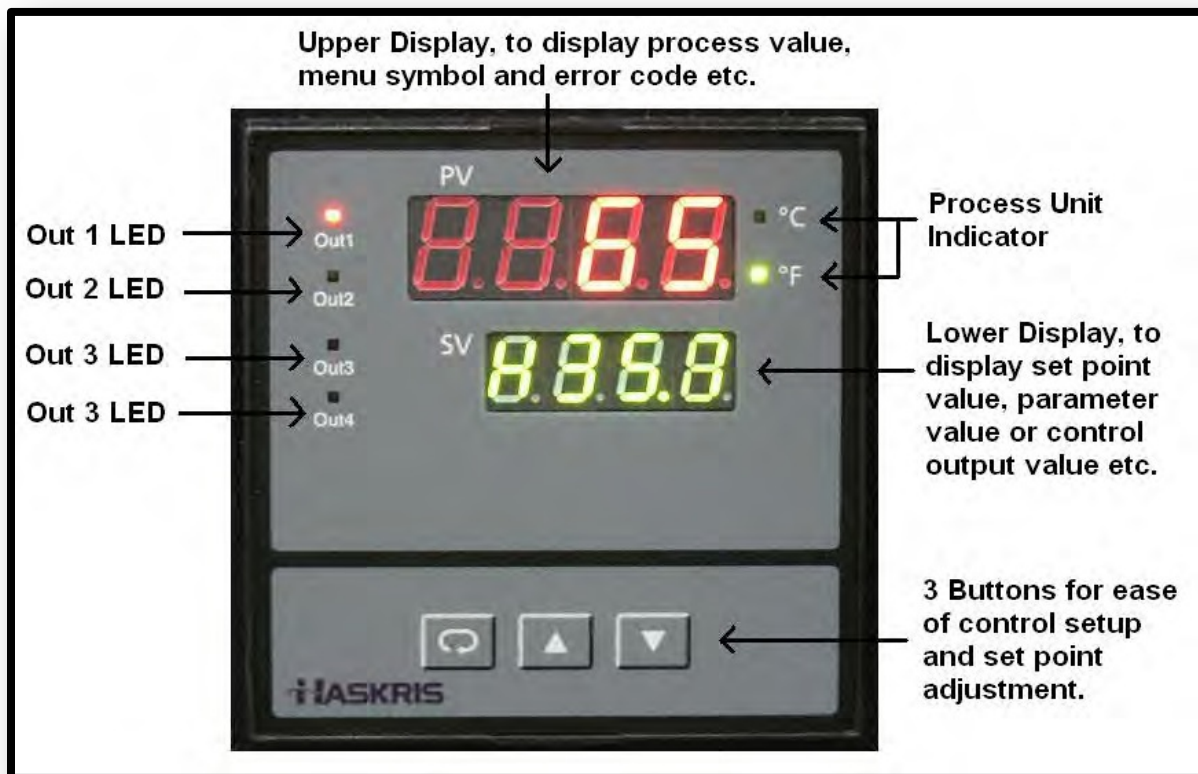 Upper Display, to display process value,
menu symbol and error code etc.
PV
65
°C
Process Unit
Indicator
Out 1 LED
Out1
°F
Out 2 LED
Out2
SV
Lower Display, to
display set point
value, parameter
value or control
output value etc.
Out 3 LED
Out3
Out 3 LED
Out4
3 Buttons for ease
of control setup
and set point
adjustment.
HASKRIS